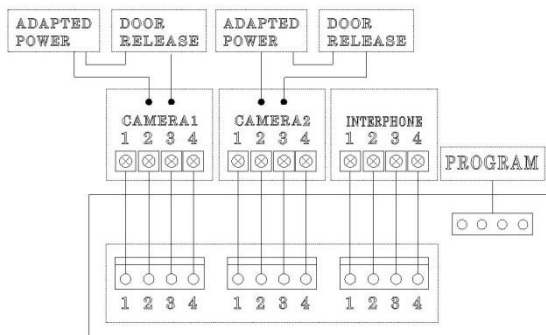 ADAPTED POWER
DOOR RELEASE
ADAPTED POWER
DOOR RELEASE
CAMERA1
1 2 3 4
CAMERA2
1 2 3 4
INTERPHONE
1 2 3 4
PROGRAM
1 2 3 4
1 2 3 4
1 2 3 4